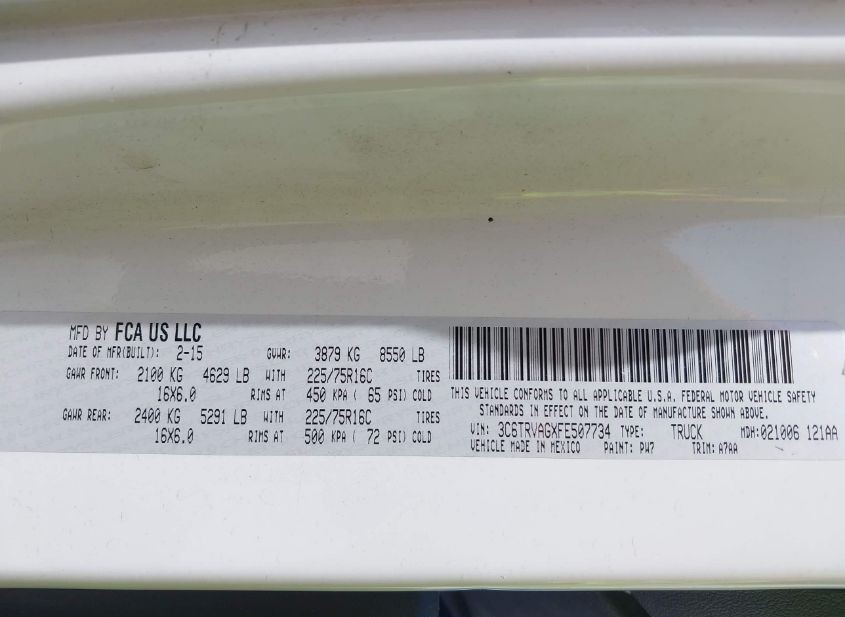 MFD BY FCA US LLC
DATE OF MFR(BUILT): 2-15 GVWR: 3879 KG 8550 LB
GAWR FRONT: 2100 KG 4629 LB WITH 225/75R16C TIRES
16X6.0 RIMS AT 450 KPA ( 65 PSI) COLD
GAWR REAR: 2400 KG 5291 LB WITH 225/75R16C TIRES
16X6.0 RIMS AT 500 KPA ( 72 PSI) COLD
THIS VEHICLE CONFORMS TO ALL APPLICABLE U.S.A. FEDERAL MOTOR VEHICLE SAFETY
STANDARDS IN EFFECT ON THE DATE OF MANUFACTURE SHOWN ABOVE.
VIN: 3C6TRVAGXFE507734 TYPE: TRUCK MDH:021006 121AA
VEHICLE MADE IN MEXICO PAINT: PW7 TRIM: A7AA